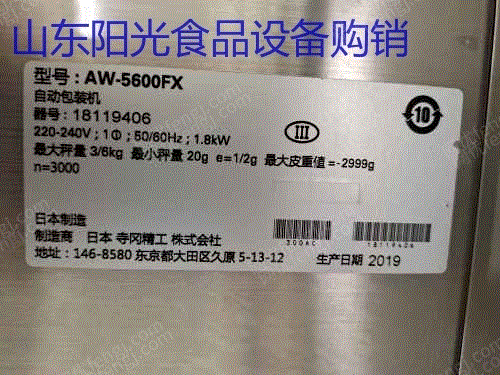 山东阳光食品设备购销
型号：AW-5600FX
自动包装机
器号：18119406
220-240V；1Φ；50/60Hz；1.8kW
最大秤量 3/6kg 最小秤量 20g e=1/2g 最大皮重值=-2999g
n=3000
III
10
日本制造
制造商 日本 寺冈精工 株式会社
地址：146-8580 东京都大田区久原 5-13-12
300AC
18119406
生产日期 2019